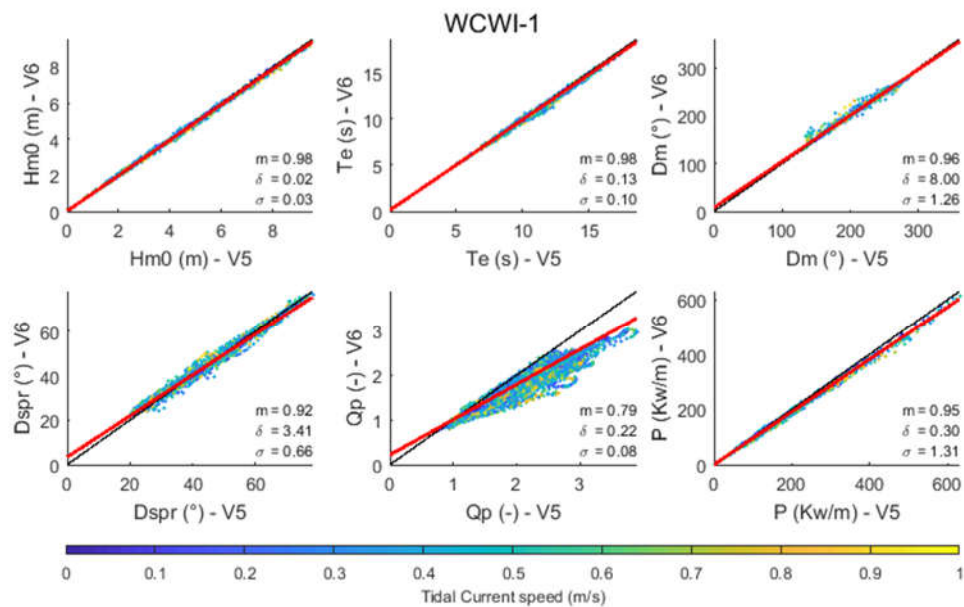 WCWI-1
Hm0 (m) - V6
8
6
4
2
0
0 2 4 6 8
Hm0 (m) - V5
m = 0.98
δ = 0.02
σ = 0.03
Te (s) - V6
15
10
5
0
0 5 10 15
Te (s) - V5
m = 0.98
δ = 0.13
σ = 0.10
Dm (°) - V6
300
200
100
0
0 100 200 300
Dm (°) - V5
m = 0.96
δ = 8.00
σ = 1.26
Dspr (°) - V6
60
40
20
0
0 20 40 60
Dspr (°) - V5
m = 0.92
δ = 3.41
σ = 0.66
Qp (-) - V6
3
2
1
0
0 1 2 3
Qp (-) - V5
m = 0.79
δ = 0.22
σ = 0.08
P (Kw/m) - V6
600
400
200
0
0 200 400 600
P (Kw/m) - V5
m = 0.95
δ = 0.30
σ = 1.31
0 0.1 0.2 0.3 0.4 0.5 0.6 0.7 0.8 0.9 1
Tidal Current speed (m/s)